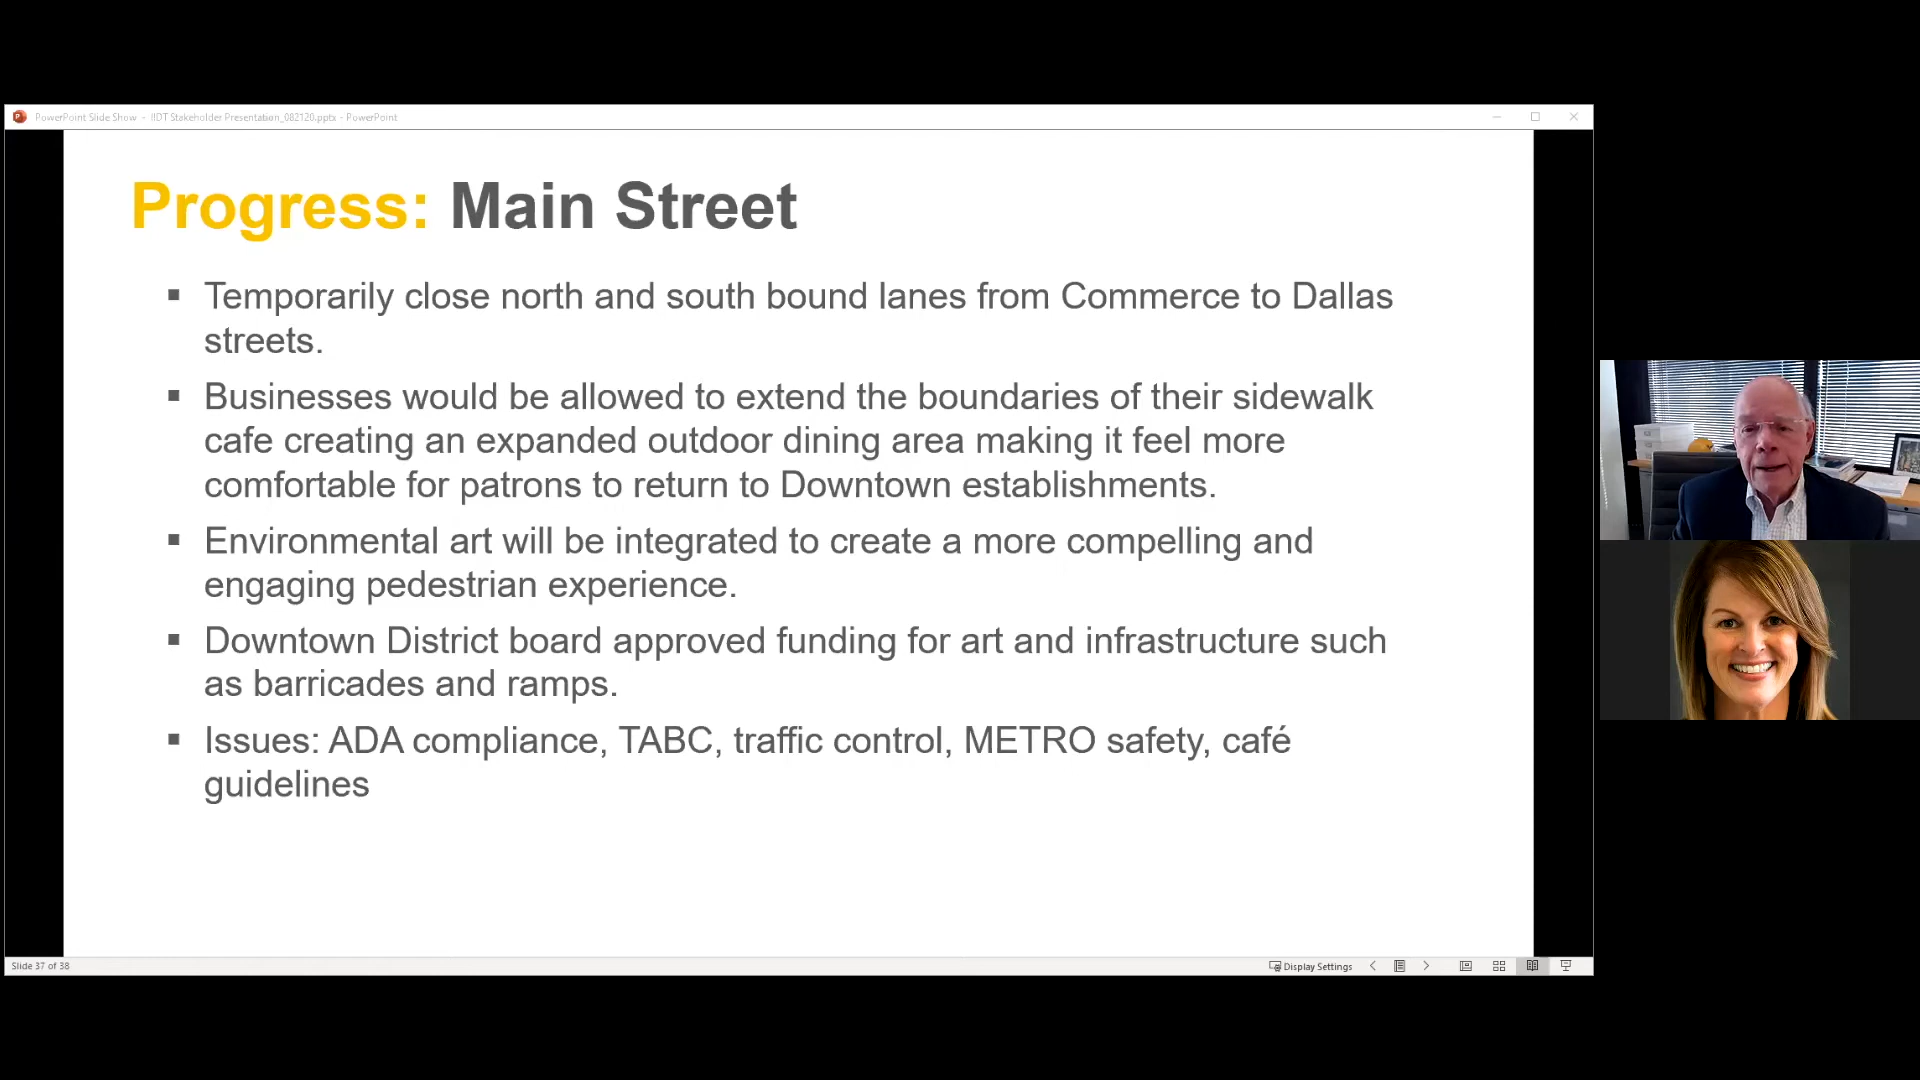 PowerPoint Slide Show - !!DT Stakeholder Presentation_082120.pptx - PowerPoint
Progress: Main Street
▪ Temporarily close north and south bound lanes from Commerce to Dallas
streets.
▪ Businesses would be allowed to extend the boundaries of their sidewalk
cafe creating an expanded outdoor dining area making it feel more
comfortable for patrons to return to Downtown establishments.
▪ Environmental art will be integrated to create a more compelling and
engaging pedestrian experience.
▪ Downtown District board approved funding for art and infrastructure such
as barricades and ramps.
▪ Issues: ADA compliance, TABC, traffic control, METRO safety, café
guidelines
Slide 37 of 38
Display Settings